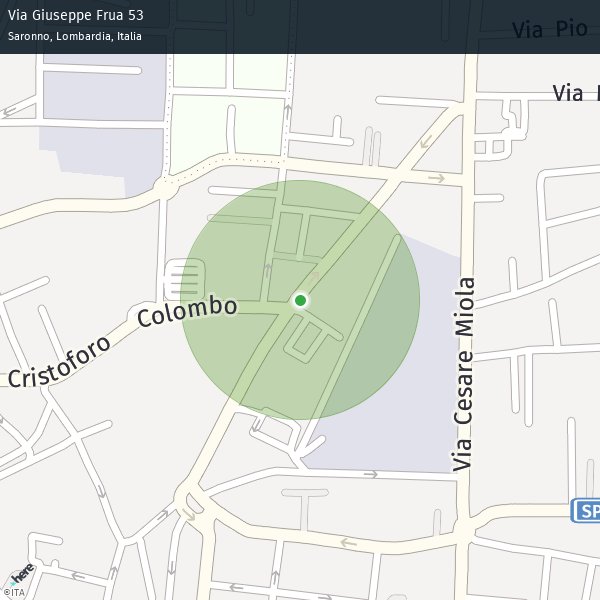 Via Giuseppe Frua 53
Saronno, Lombardia, Italia
Via Pio
Via
Colombo
Cristoforo
Via Cesare Miola
SP
here
©ITA